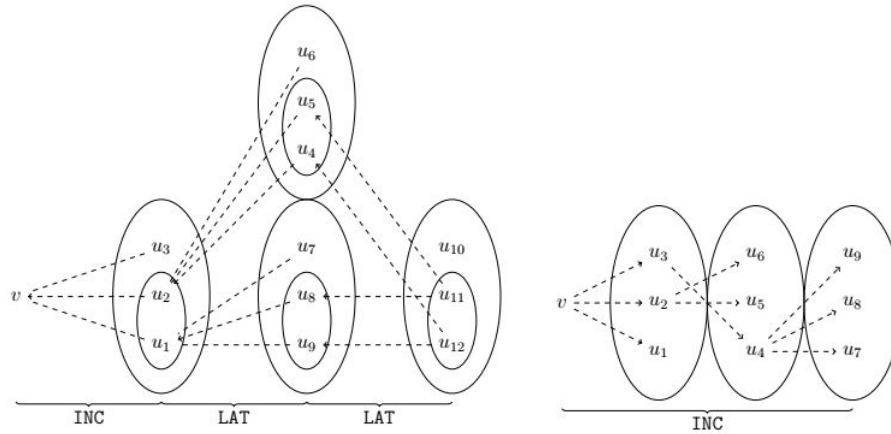 u₆
u₅
u₄
u₃ u₇ u₁₀ u₃ u₆ u₉
v u₂ u₈ u₁₁ v u₂ u₅ u₈
u₁ u₉ u₁₂ u₁ u₄ u₇
INC LAT LAT INC